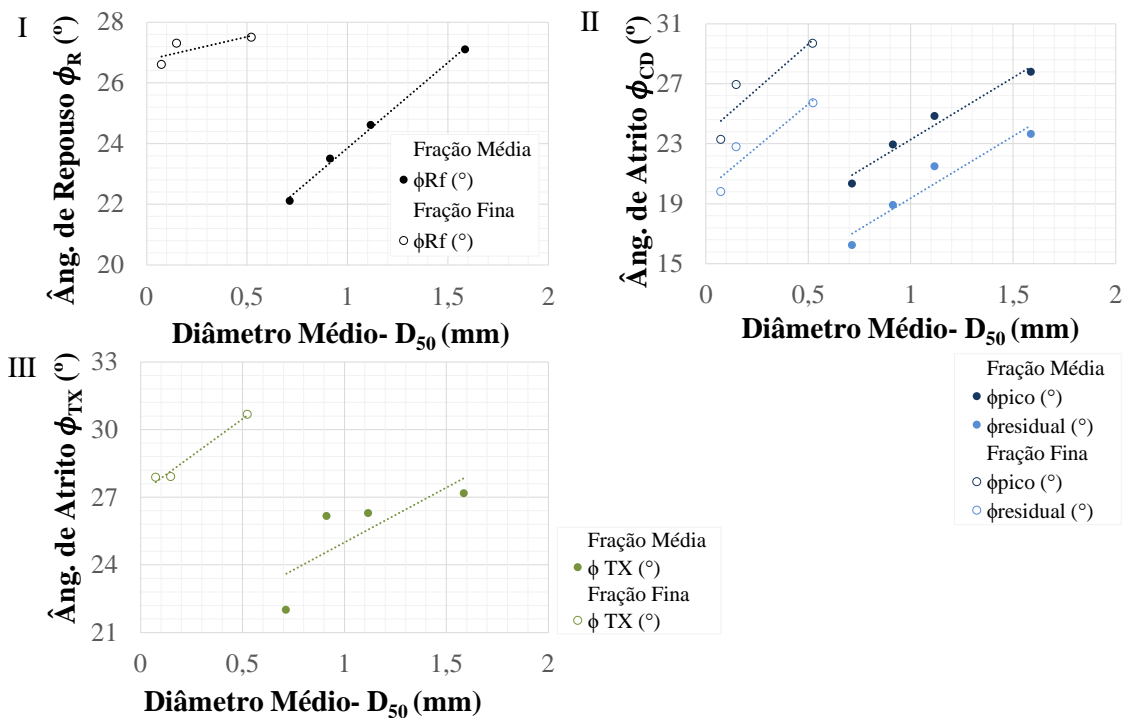 I
Âng. de Repouso ϕR (º)
28
26
24
22
20
0
0,5
1
1,5
2
Diâmetro Médio- D50 (mm)
Fração Média
ϕRf (°)
Fração Fina
ϕRf (°)
II
Âng. de Atrito ϕCD (º)
31
27
23
19
15
0
0,5
1
1,5
2
Diâmetro Médio- D50 (mm)
Fração Média
ϕpico (°)
ϕresidual (°)
Fração Fina
ϕpico (°)
ϕresidual (°)
III
Âng. de Atrito ϕTX (º)
33
30
27
24
21
0
0,5
1
1,5
2
Diâmetro Médio- D50 (mm)
Fração Média
ϕ TX (°)
Fração Fina
ϕ TX (°)